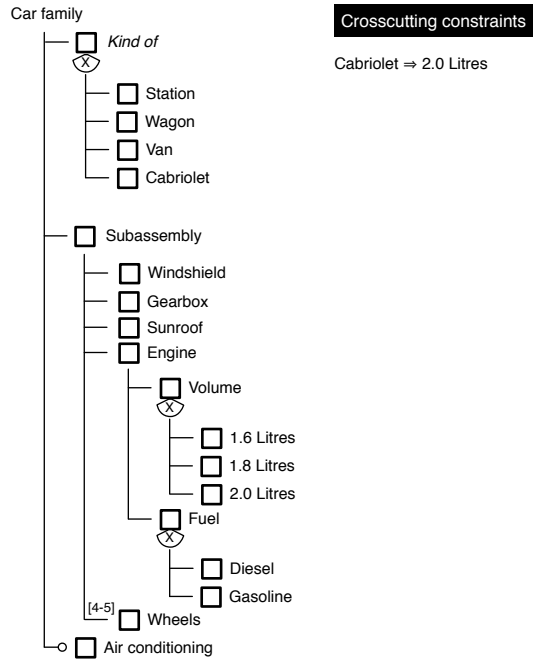 Car family
Crosscutting constraints
Kind of
Cabriolet ⇒ 2.0 Litres
X
Station
Wagon
Van
Cabriolet
Subassembly
Windshield
Gearbox
Sunroof
Engine
Volume
X
1.6 Litres
1.8 Litres
2.0 Litres
Fuel
X
Diesel
Gasoline
[4-5]
Wheels
Air conditioning